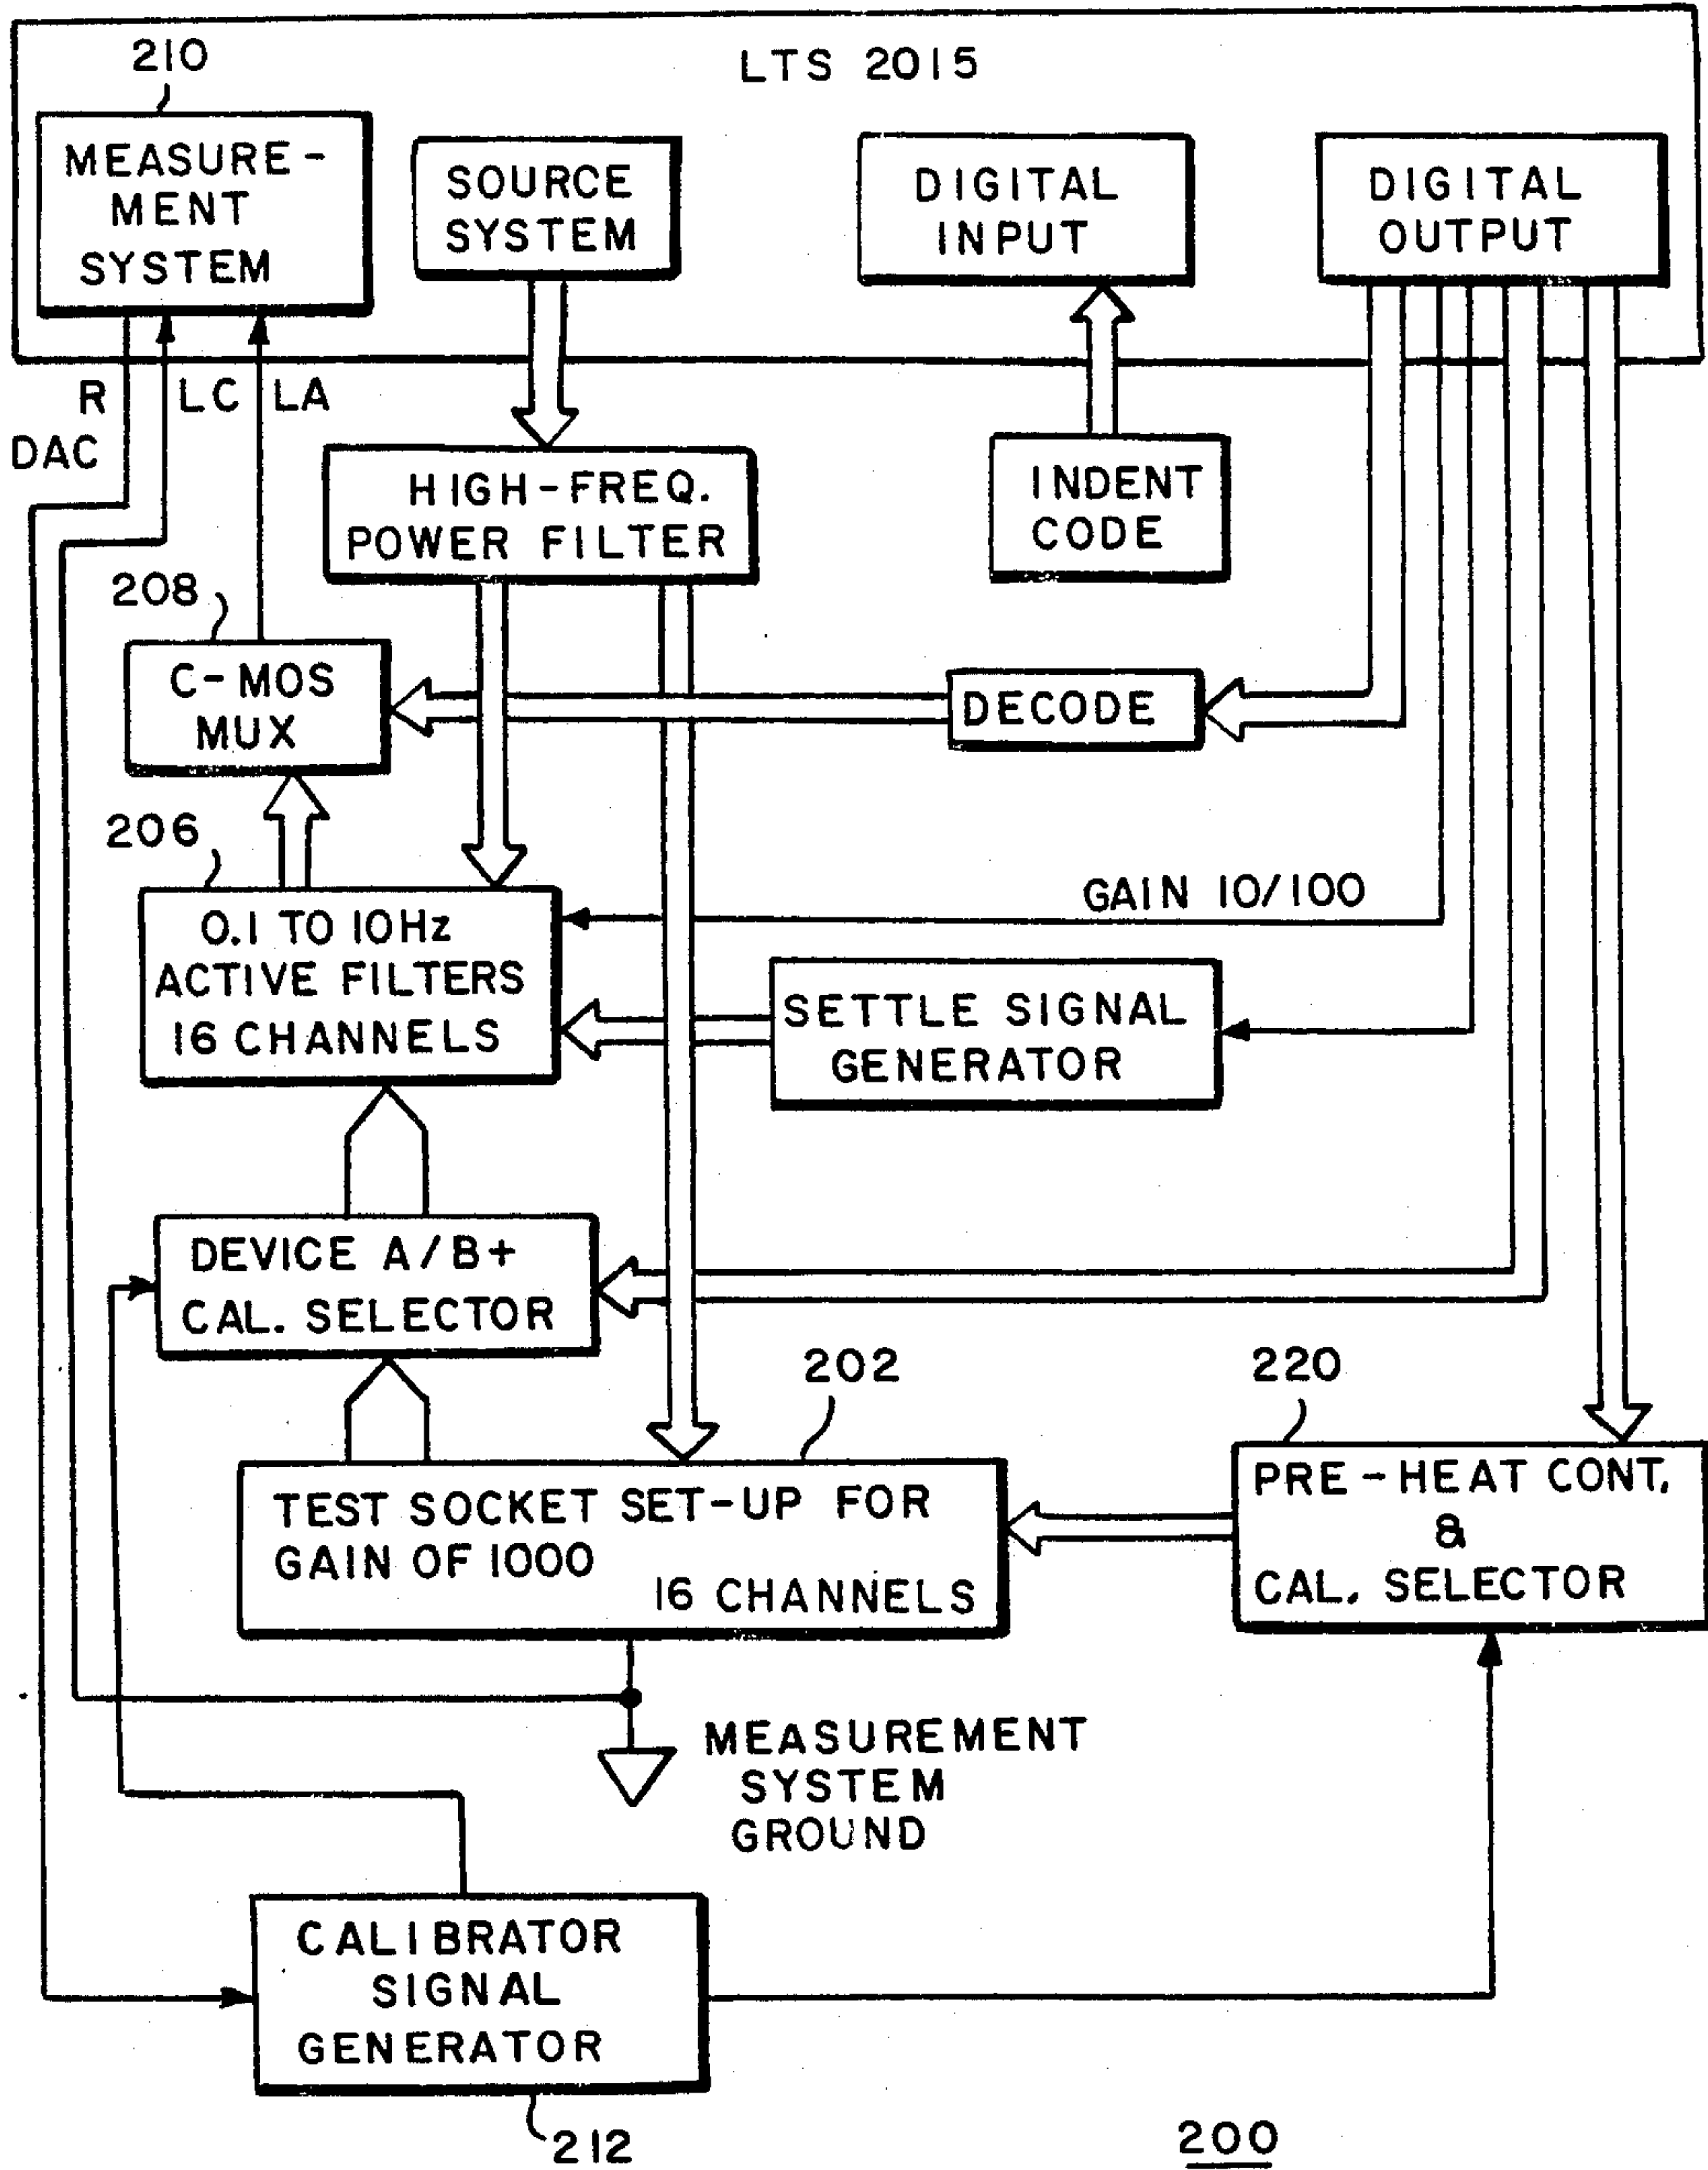 LTS 2015
210
MEASURE-
MENT
SYSTEM
SOURCE
SYSTEM
DIGITAL
INPUT
DIGITAL
OUTPUT
R
DAC
LC
LA
HIGH-FREQ.
POWER FILTER
INDENT
CODE
208
C-MOS
MUX
DECODE
206
0.1 TO 10Hz
ACTIVE FILTERS
16 CHANNELS
GAIN 10/100
SETTLE SIGNAL
GENERATOR
DEVICE A/B+
CAL. SELECTOR
202
220
TEST SOCKET SET-UP FOR
GAIN OF 1000
16 CHANNELS
PRE-HEAT CONT.
&
CAL. SELECTOR
MEASUREMENT
SYSTEM
GROUND
CALIBRATOR
SIGNAL
GENERATOR
212
200